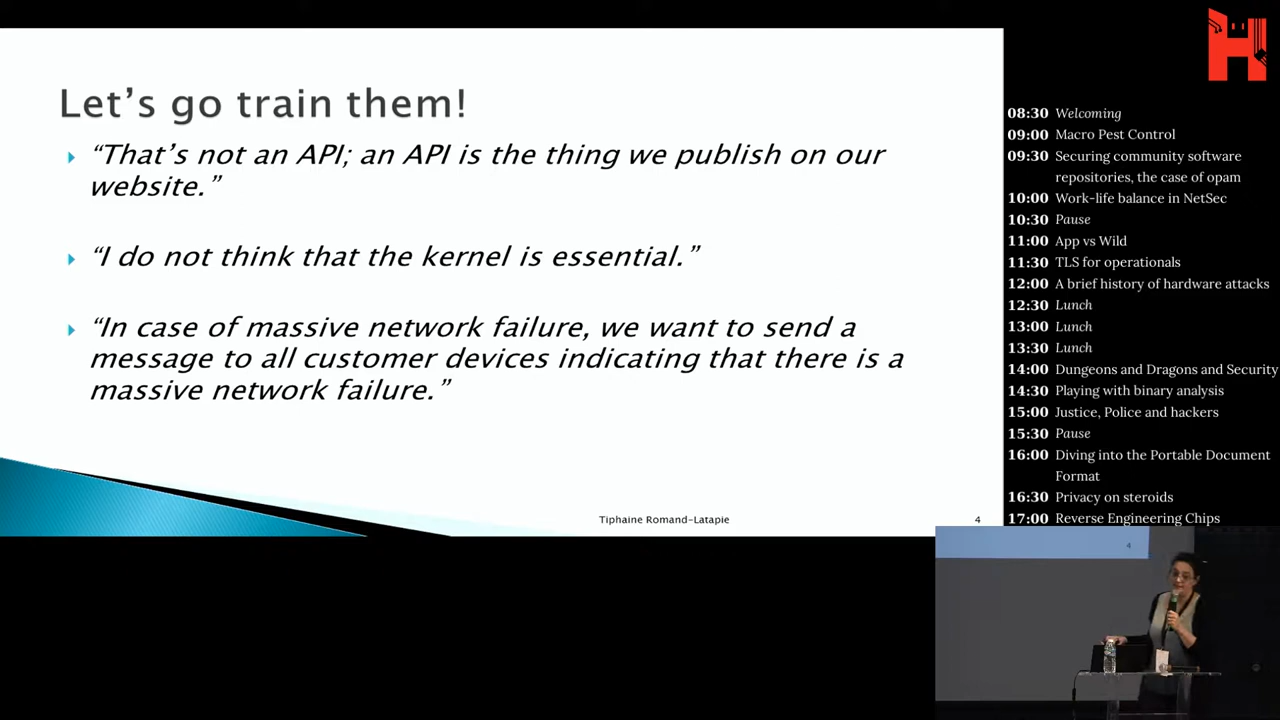 Let's go train them!
"That's not an API; an API is the thing we publish on our
website."
"I do not think that the kernel is essential."
"In case of massive network failure, we want to send a
message to all customer devices indicating that there is a
massive network failure."
Tiphaine Romand-Latapie
4
08:30 Welcoming
09:00 Macro Pest Control
09:30 Securing community software
repositories, the case of opam
10:00 Work-life balance in NetSec
10:30 Pause
11:00 App vs Wild
11:30 TLS for operationals
12:00 A brief history of hardware attacks
12:30 Lunch
13:00 Lunch
13:30 Lunch
14:00 Dungeons and Dragons and Security
14:30 Playing with binary analysis
15:00 Justice, Police and hackers
15:30 Pause
16:00 Diving into the Portable Document
Format
16:30 Privacy on steroids
17:00 Reverse Engineering Chips
4